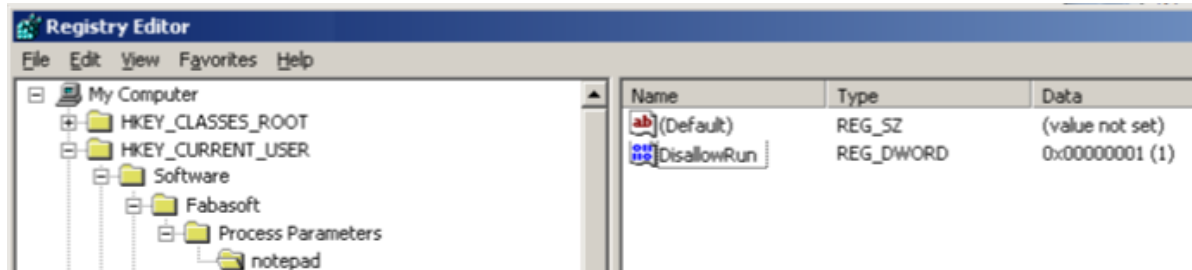 Registry Editor
File Edit View Favorites Help
My Computer
HKEY_CLASSES_ROOT
HKEY_CURRENT_USER
Software
Fabasoft
Process Parameters
notepad
Name Type Data
(Default) REG_SZ (value not set)
DisallowRun REG_DWORD 0x00000001 (1)